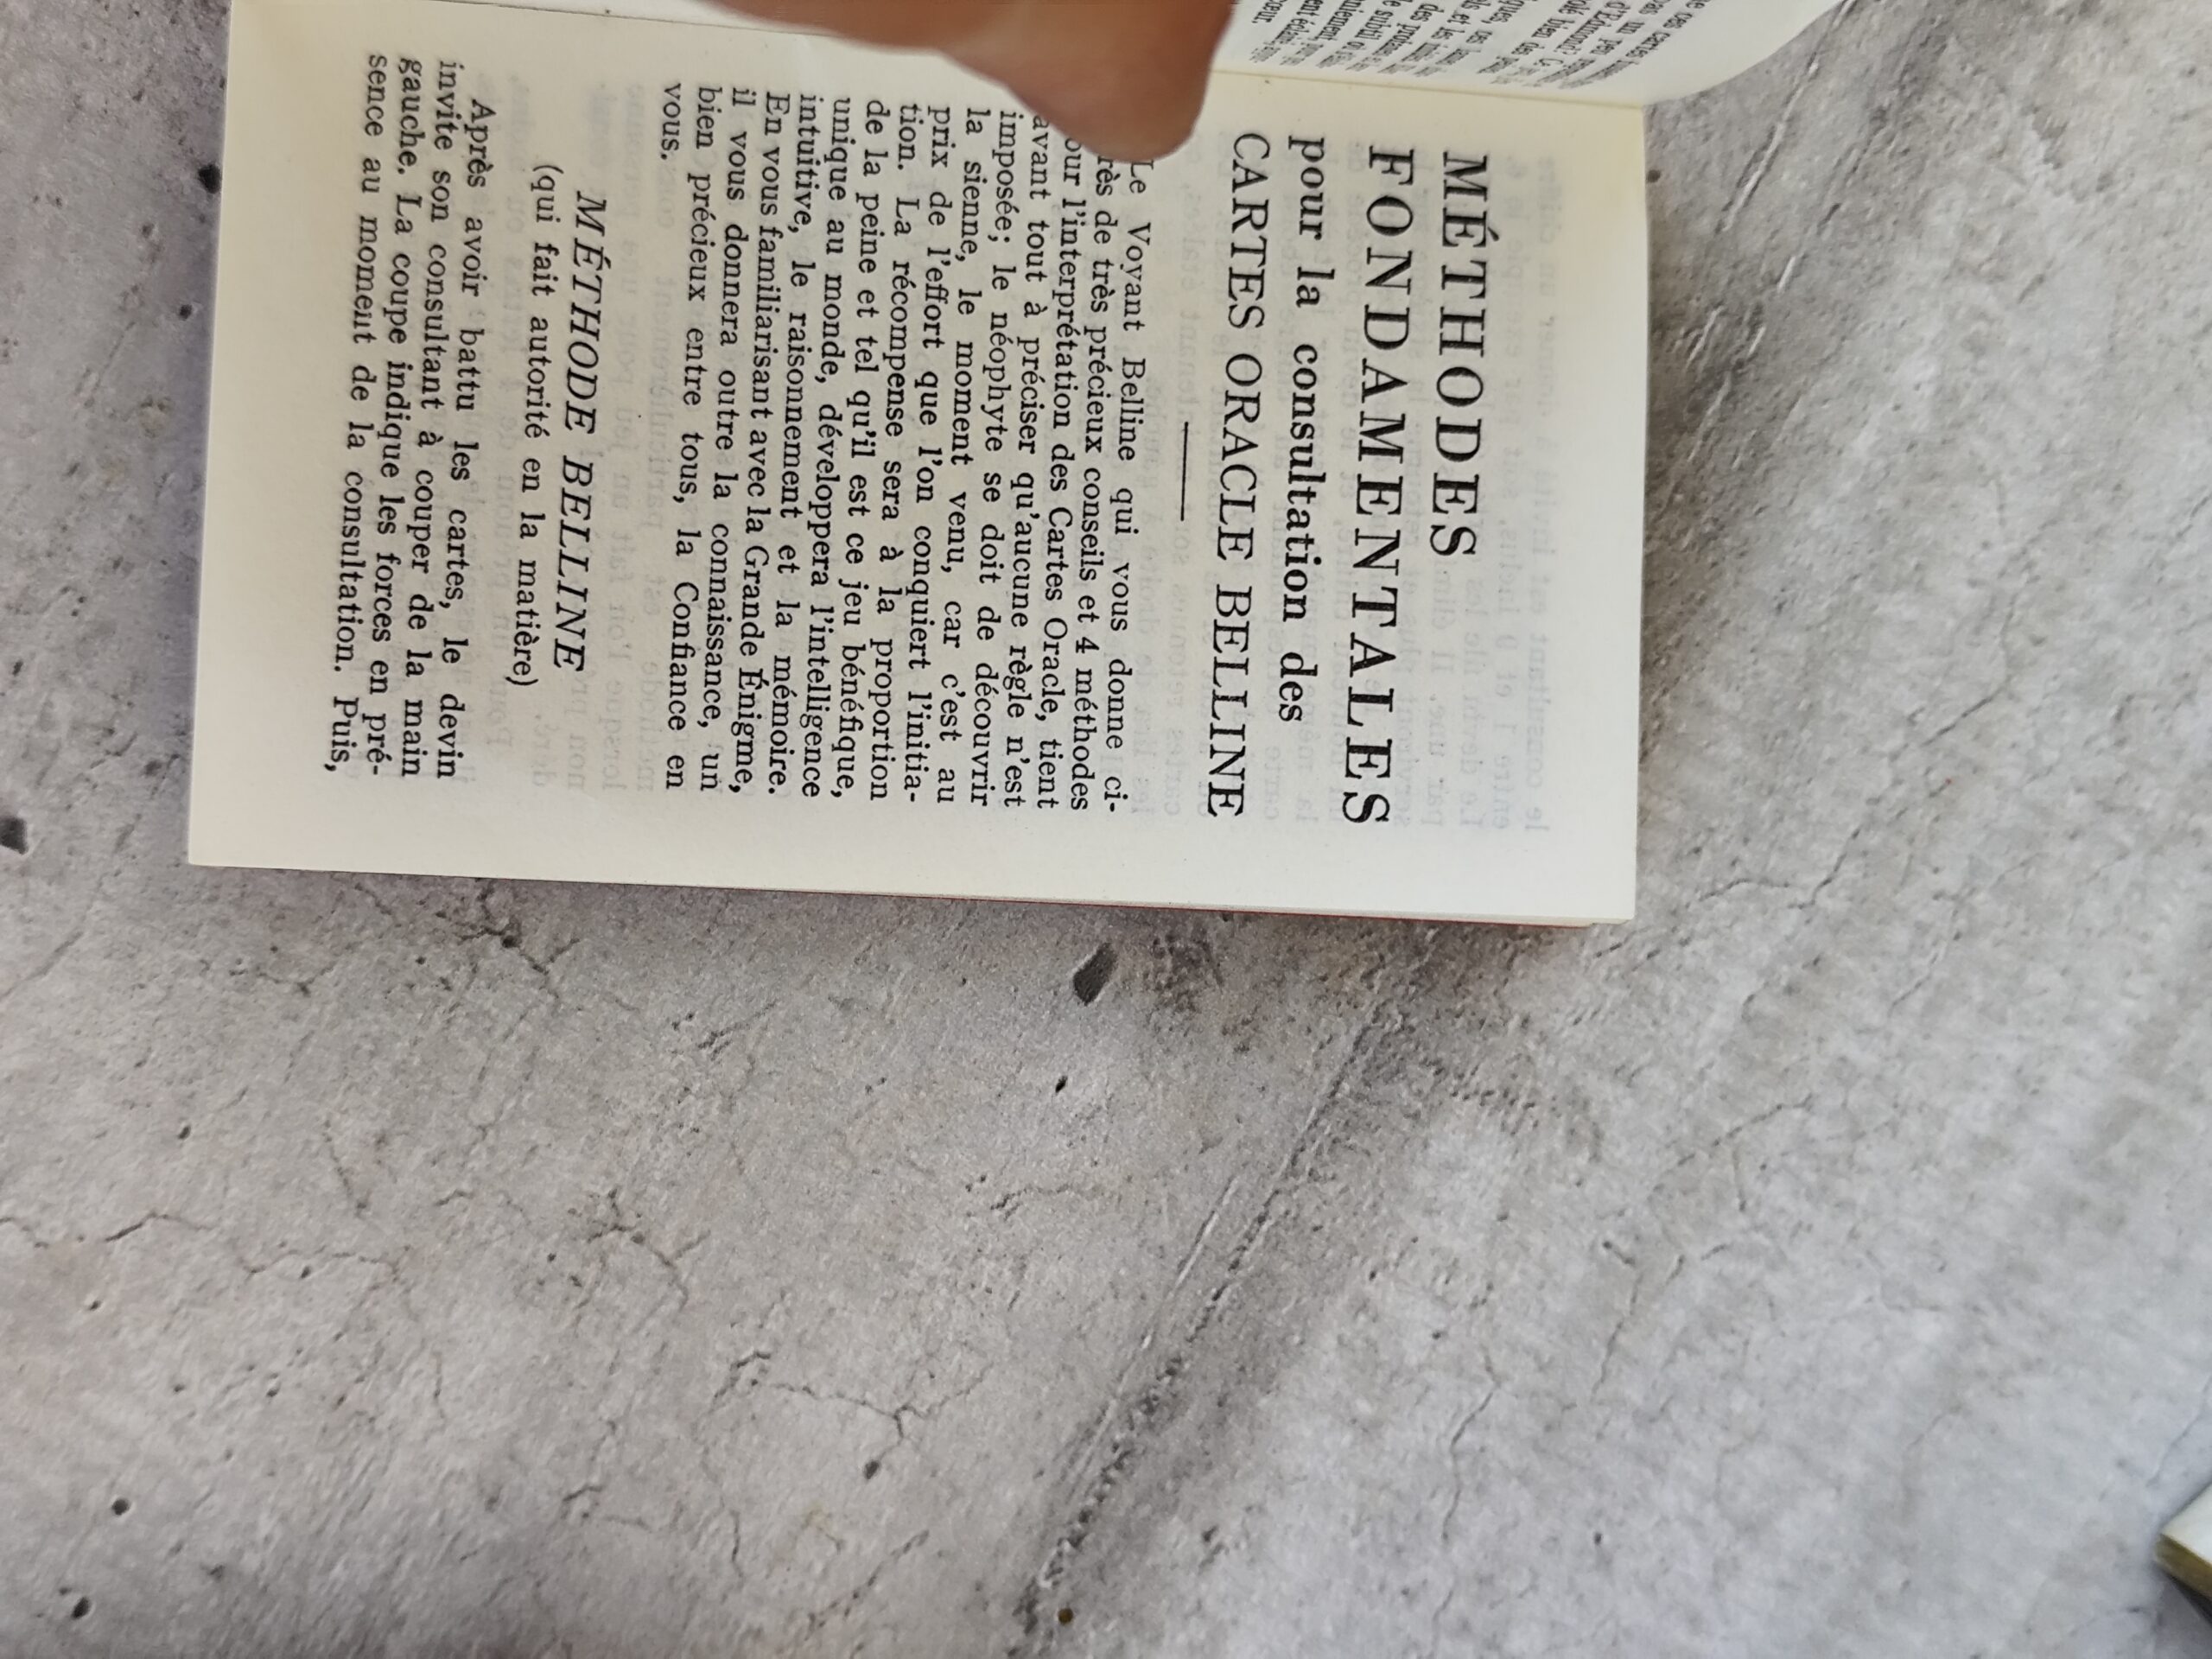 MÉTHODES
FONDAMENTALES
pour la consultation des
CARTES ORACLE BELLINE
Le Voyant Belline qui vous donne ci-
rès de très précieux conseils et 4 méthodes
our l'interprétation des Cartes Oracle, tient
avant tout à préciser qu'aucune règle n'est
imposée; le néophyte se doit de découvrir
la sienne, le moment venu, car c'est au
prix de l'effort que l'on conquiert l'initia-
tion. La récompense sera à la proportion
de la peine et tel qu'il est ce jeu bénéfique,
unique au monde, développera l'intelligence
intuitive, le raisonnement et la mémoire.
En vous familiarisant avec la Grande Énigme,
il vous donnera outre la connaissance, un
bien précieux entre tous, la Confiance en
vous.
MÉTHODE BELLINE
(qui fait autorité en la matière)
Après avoir battu les cartes, le devin
invite son consultant à couper de la main
gauche. La coupe indique les forces en pré-
sence au moment de la consultation. Puis,